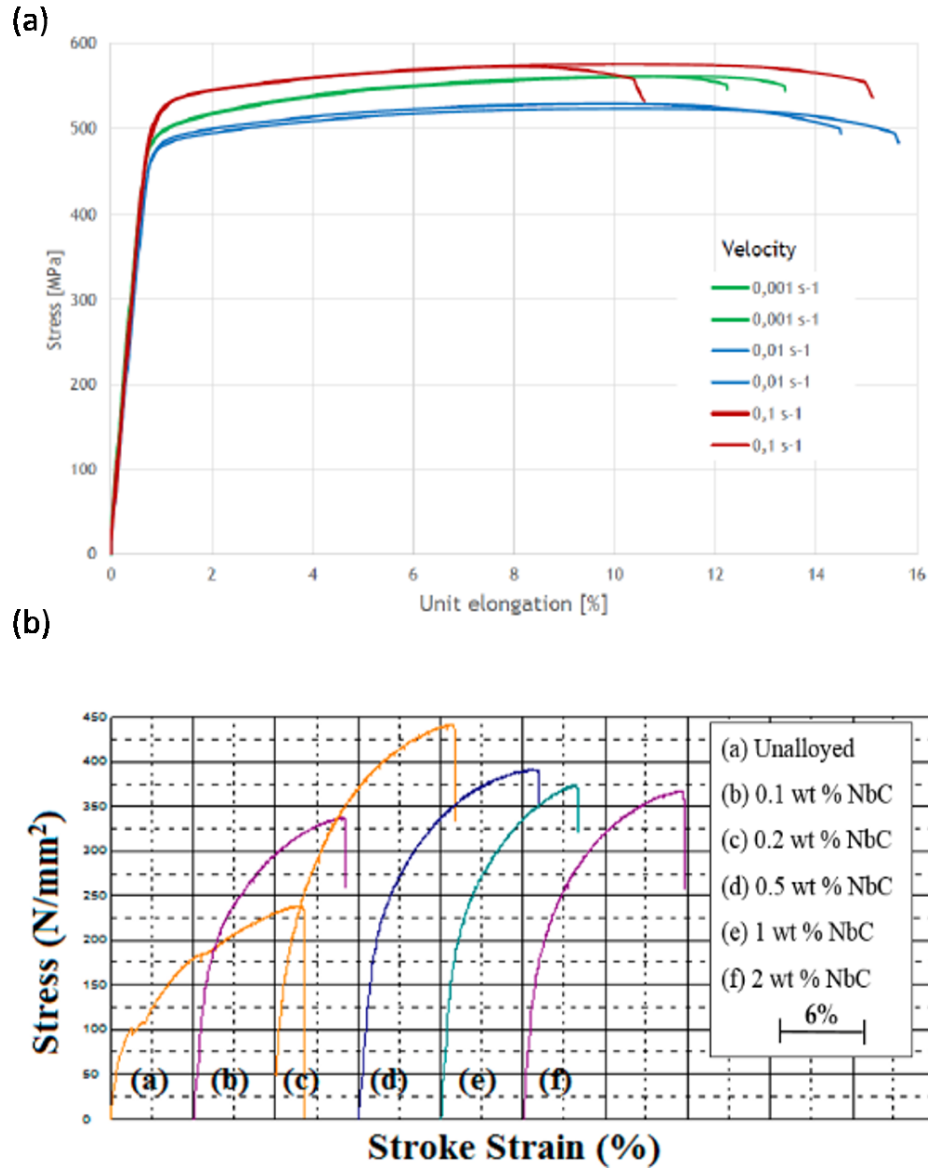 (a)
600
500
400
300
200
100
0
Stress [MPa]
0 2 4 6 8 10 12 14 16
Unit elongation [%]
Velocity
0,001 s-1
0,001 s-1
0,01 s-1
0,01 s-1
0,1 s-1
0,1 s-1
(b)
450
400
350
300
250
200
150
100
50
0
Stress (N/mm²)
(a) (b) (c) (d) (e) (f)
Stroke Strain (%)
(a) Unalloyed
(b) 0.1 wt % NbC
(c) 0.2 wt % NbC
(d) 0.5 wt % NbC
(e) 1 wt % NbC
(f) 2 wt % NbC
6%